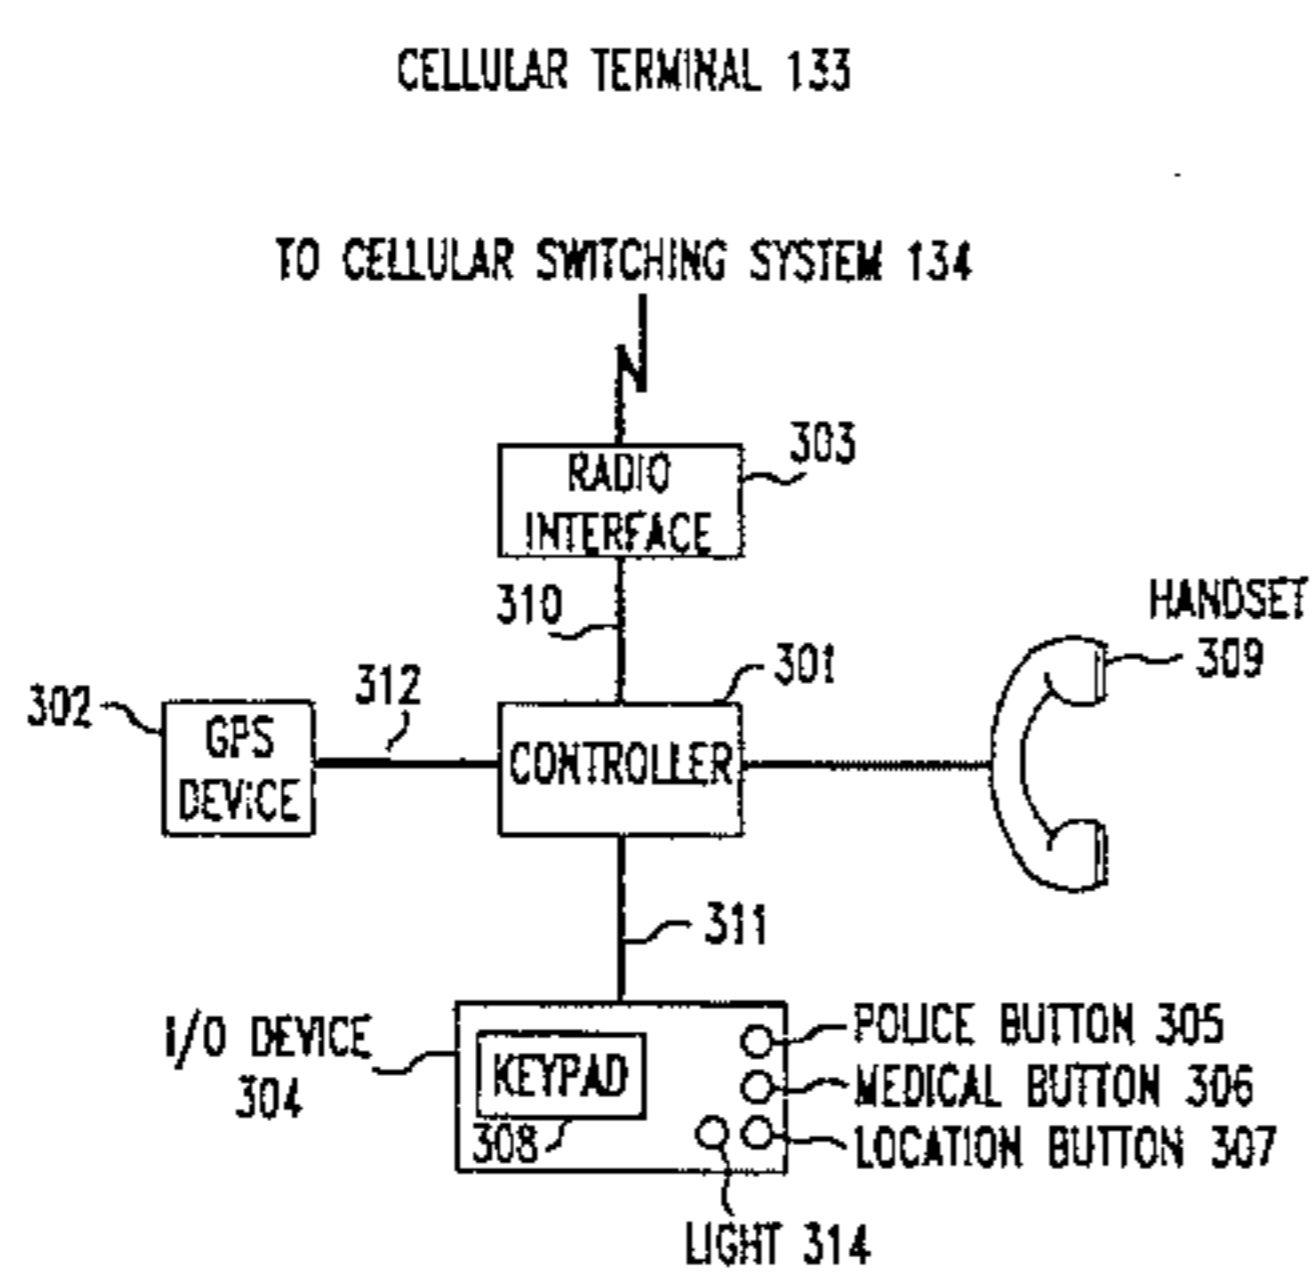 CELLULAR TERMINAL 133
TO CELLULAR SWITCHING SYSTEM 134
303
RADIO
INTERFACE
310
HANDSET
309
301
312
302
GPS
DEVICE
CONTROLLER
311
I/O DEVICE
304
KEYPAD
308
POLICE BUTTON 305
MEDICAL BUTTON 306
LOCATION BUTTON 307
LIGHT 314